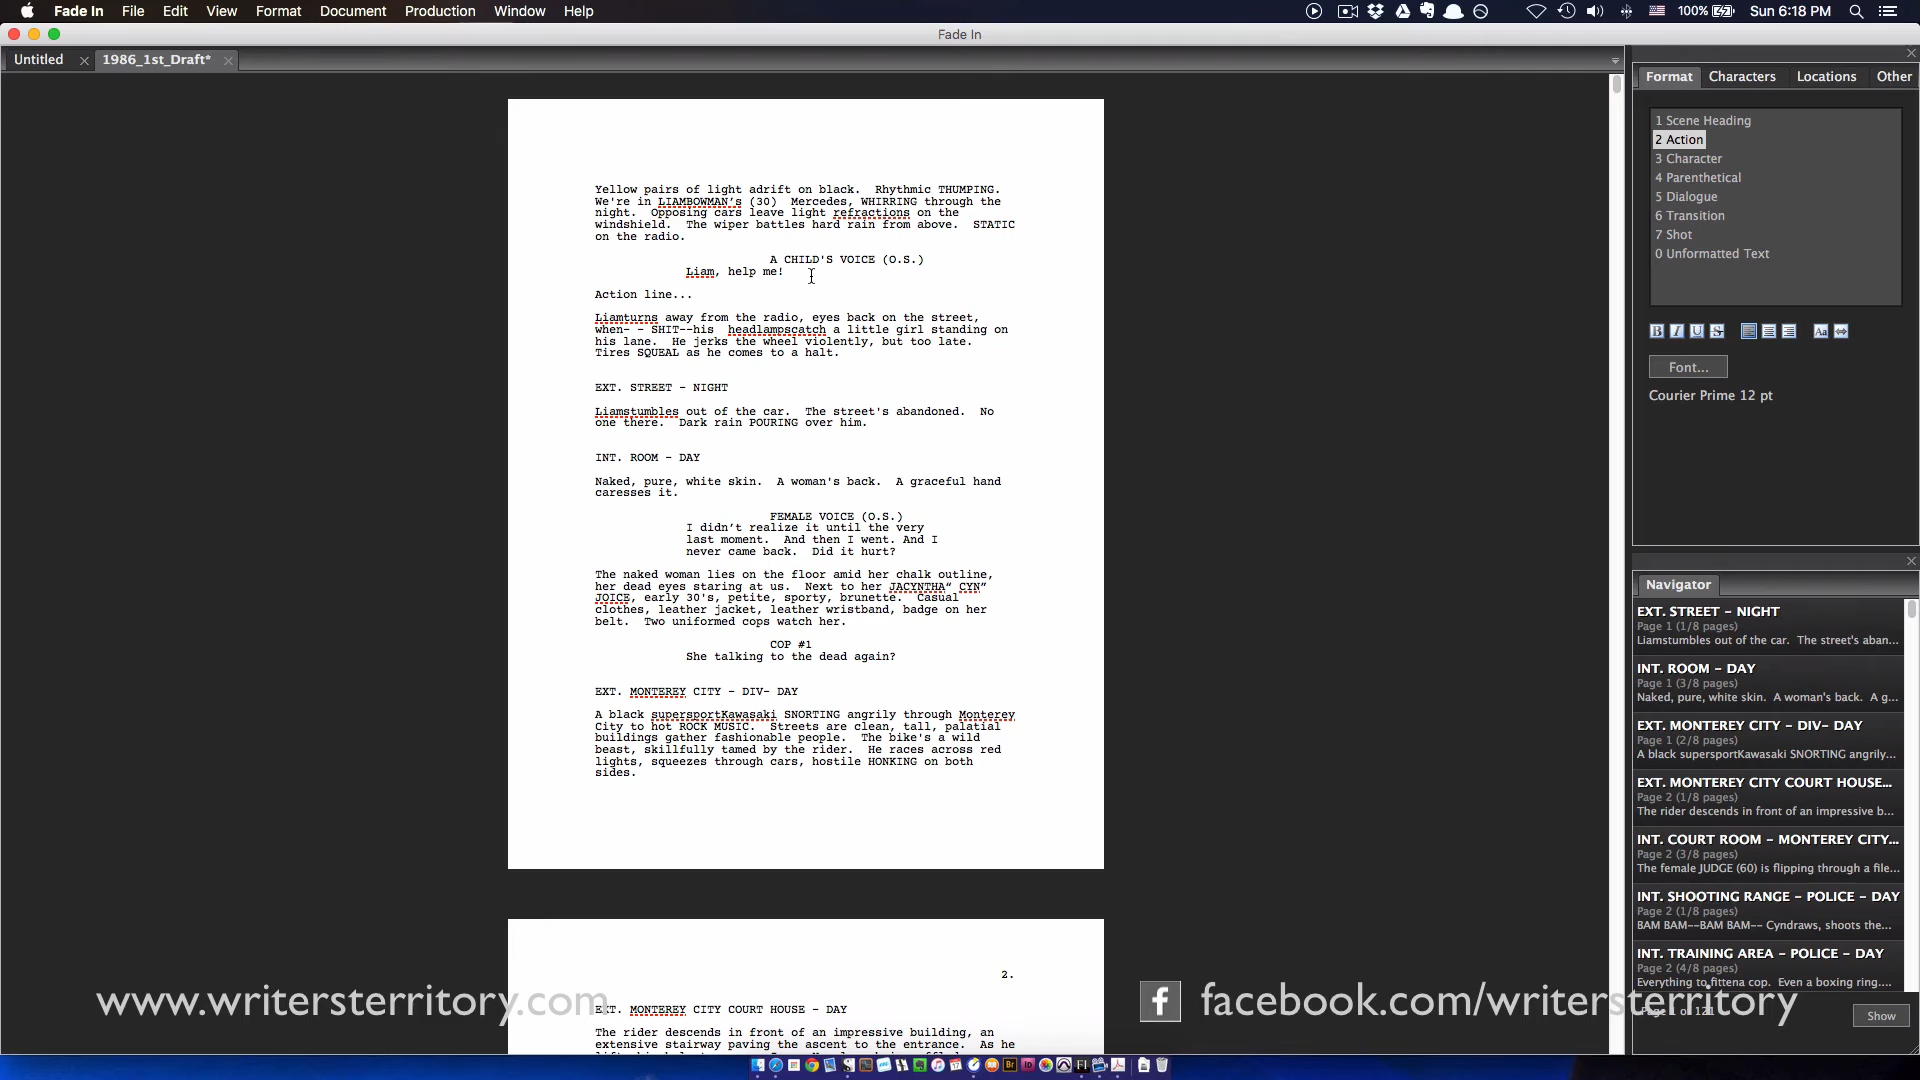 Fade In File Edit View Format Document Production Window Help 100% Sun 6:18 PM
Fade In
Untitled 1986_1st_Draft*
Yellow pairs of light adrift on black. Rhythmic THUMPING.
We're in LIAMBOWMAN's (30) Mercedes, WHIRRING through the
night. Opposing cars leave light refractions on the
windshield. The wiper battles hard rain from above. STATIC
on the radio.
A CHILD'S VOICE (O.S.)
Liam, help me!
Action line...
Liamturns away from the radio, eyes back on the street,
when- - SHIT--his headlampscatch a little girl standing on
his lane. He jerks the wheel violently, but too late.
Tires SQUEAL as he comes to a halt.
EXT. STREET - NIGHT
Liamstumbles out of the car. The street's abandoned. No
one there. Dark rain POURING over him.
INT. ROOM - DAY
Naked, pure, white skin. A woman's back. A graceful hand
caresses it.
FEMALE VOICE (O.S.)
I didn't realize it until the very
last moment. And then I went. And I
never came back. Did it hurt?
The naked woman lies on the floor amid her chalk outline,
her dead eyes staring at us. Next to her JACYNTHA“ CYN”
JOICE, early 30's, petite, sporty, brunette. Casual
clothes, leather jacket, leather wristband, badge on her
belt. Two uniformed cops watch her.
COP #1
She talking to the dead again?
EXT. MONTEREY CITY - DIV- DAY
A black supersportKawasaki SNORTING angrily through Monterey
City to hot ROCK MUSIC. Streets are clean, tall, palatial
buildings gather fashionable people. The bike's a wild
beast, skillfully tamed by the rider. He races across red
lights, squeezes through cars, hostile HONKING on both
sides.
2.
EXT. MONTEREY CITY COURT HOUSE - DAY
The rider descends in front of an impressive building, an
extensive stairway paving the ascent to the entrance. As he
Format Characters Locations Other
1 Scene Heading
2 Action
3 Character
4 Parenthetical
5 Dialogue
6 Transition
7 Shot
0 Unformatted Text
B I U S Aa
Font...
Courier Prime 12 pt
Navigator
EXT. STREET - NIGHT
Page 1 (1/8 pages)
Liamstumbles out of the car. The street's aban...
INT. ROOM - DAY
Page 1 (3/8 pages)
Naked, pure, white skin. A woman's back. A g...
EXT. MONTEREY CITY - DIV- DAY
Page 1 (2/8 pages)
A black supersportKawasaki SNORTING angrily...
EXT. MONTEREY CITY COURT HOUSE...
Page 2 (1/8 pages)
The rider descends in front of an impressive b...
INT. COURT ROOM - MONTEREY CITY...
Page 2 (3/8 pages)
The female JUDGE (60) is flipping through a file...
INT. SHOOTING RANGE - POLICE - DAY
Page 2 (1/8 pages)
BAM BAM--BAM BAM-- Cyndraws, shoots the...
INT. TRAINING AREA - POLICE - DAY
Page 2 (4/8 pages)
Everything to fittena cop. Even a boxing ring....
Page 1 of 121
Show
www.writersterritory.com
f facebook.com/writersterritory